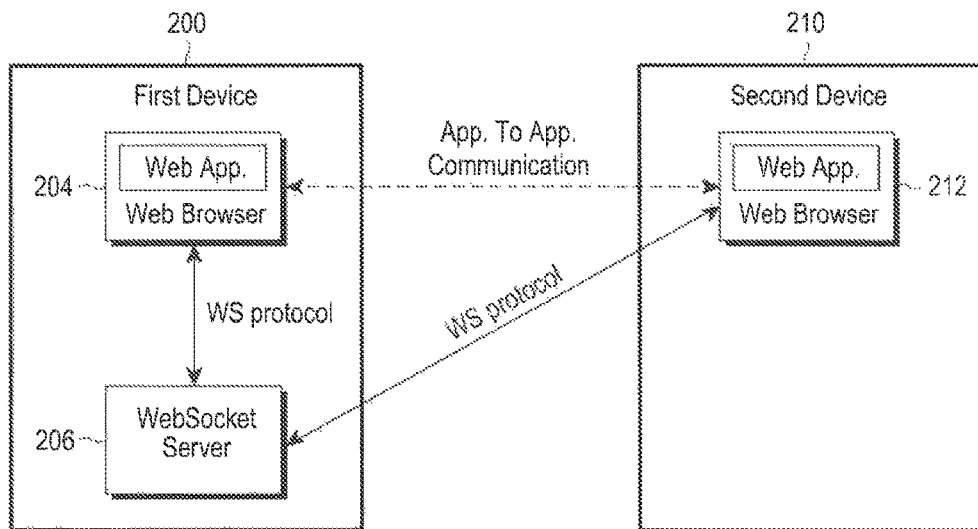 200
210
First Device
Second Device
App. To App.
Communication
Web App.
Web App.
204
212
Web Browser
Web Browser
WS protocol
WS protocol
WebSocket
Server
206